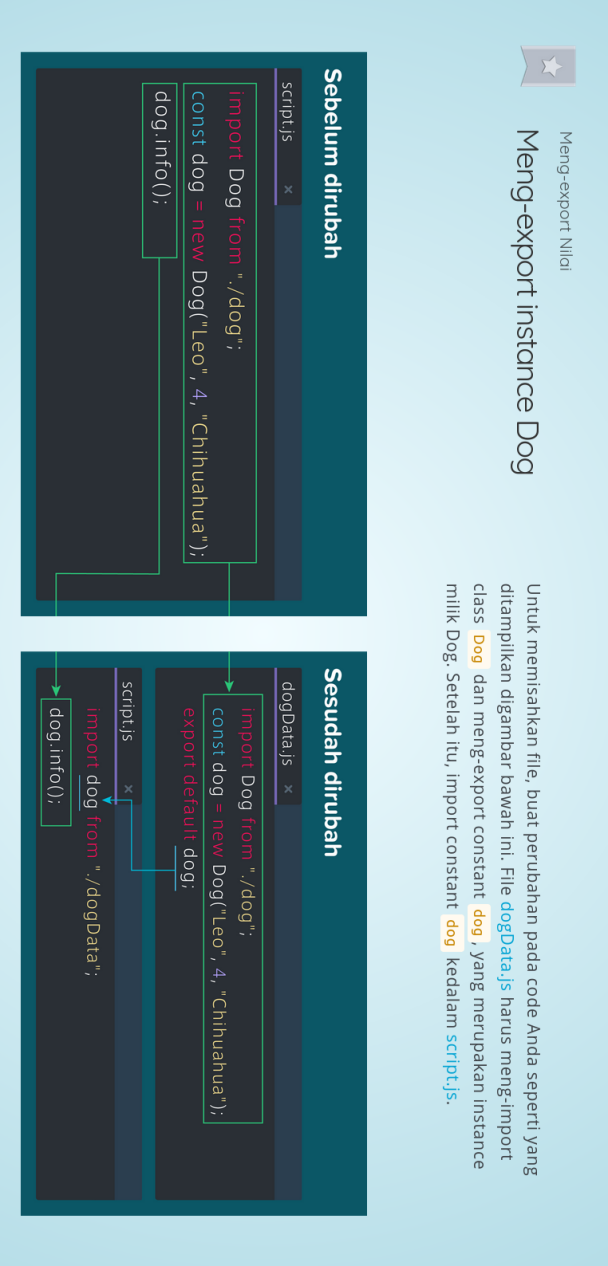 Meng-export Nilai
Meng-export instance Dog
Untuk memisahkan file, buat perubahan pada code Anda seperti yang
ditampilkan digambar bawah ini. File dogData.js harus meng-import
class Dog dan meng-export constant dog, yang merupakan instance
milik Dog. Setelah itu, import constant dog kedalam script.js.
Sebelum dirubah
script.js ×
import Dog from "./dog";
const dog = new Dog("Leo", 4, "Chihuahua");
dog.info();
Sesudah dirubah
dogData.js ×
import Dog from "./dog";
const dog = new Dog("Leo", 4, "Chihuahua");
export default dog;
script.js ×
import dog from "./dogData";
dog.info();